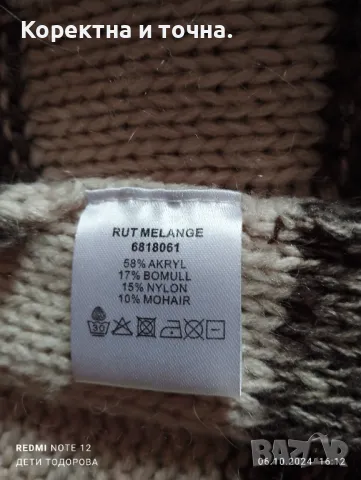 Коректна и точна.
RUT MELANGE
6818061
58% AKRYL
17% BOMULL
15% NYLON
10% MOHAIR
30
REDMI NOTE 12
ДЕТИ ТОДОРОВА
BAZAR
06.10.2024 16:12